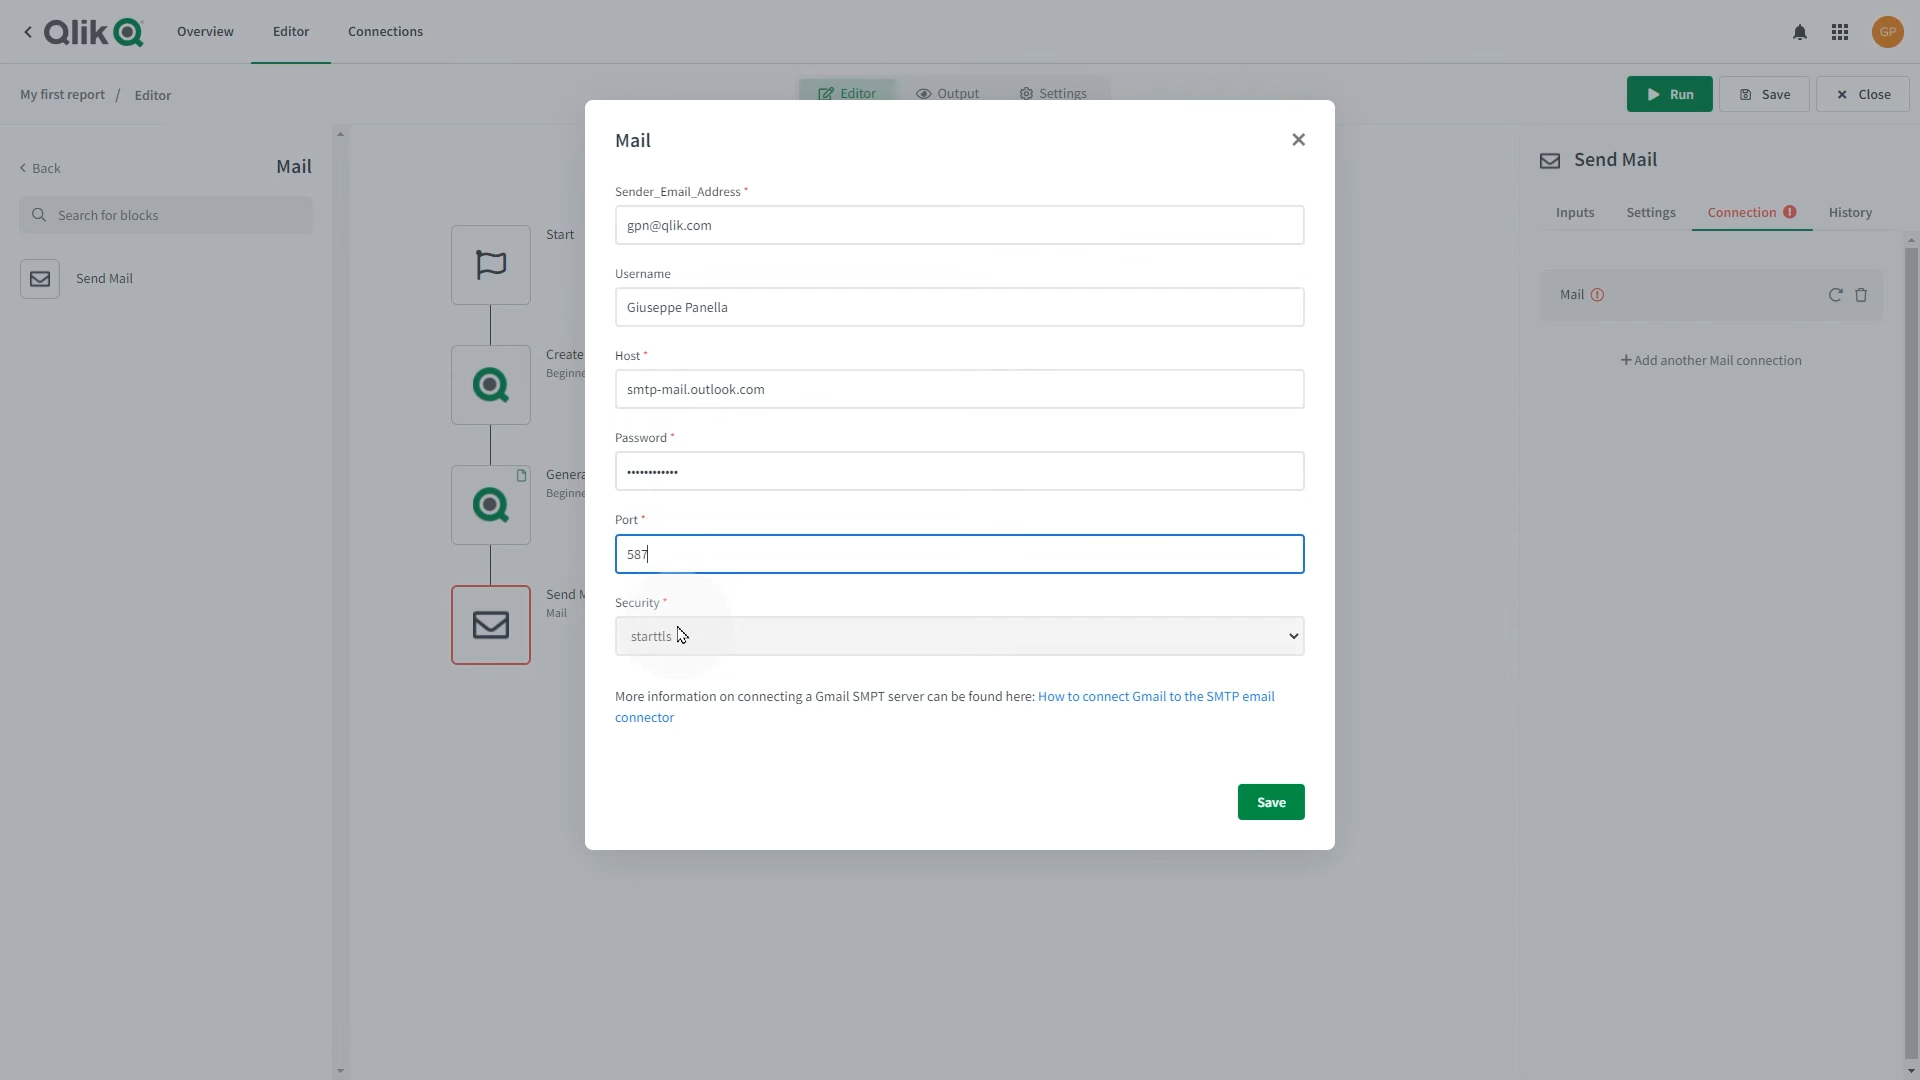 Qlik
Overview
Editor
Connections
GP
My first report / Editor
Editor
Output
Settings
Run
Save
Close
Back
Mail
Search for blocks
Send Mail
Start
Create
Beginne
Genera
Beginne
Send M
Mail
Mail
Sender_Email_Address *
gpn@qlik.com
Username
Giuseppe Panella
Host *
smtp-mail.outlook.com
Password *
••••••••••••
Port *
587
Security *
starttls
More information on connecting a Gmail SMPT server can be found here: How to connect Gmail to the SMTP email
connector
Save
Send Mail
Inputs
Settings
Connection
History
Mail
+Add another Mail connection